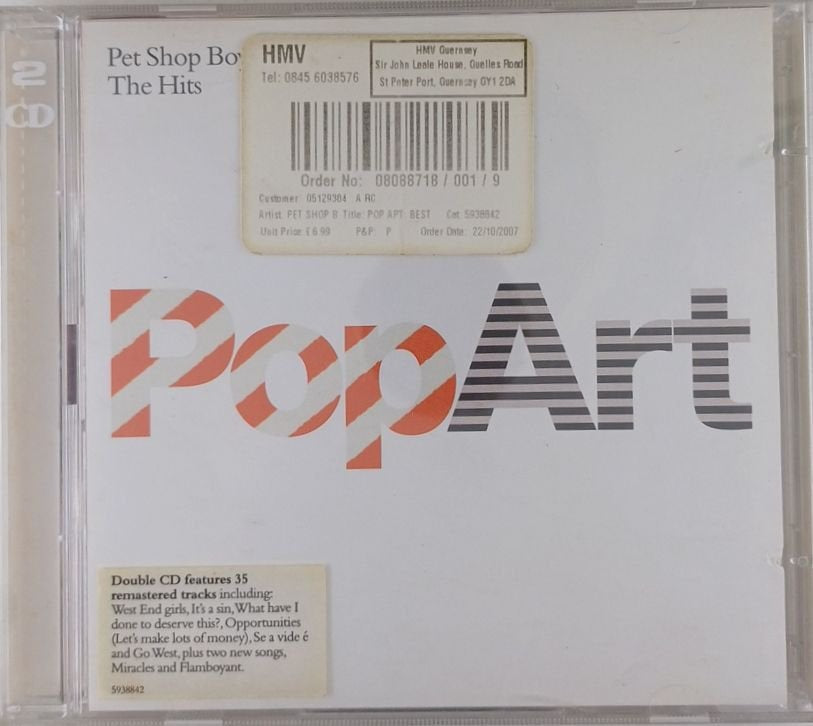 2
CD
Pet Shop Boy
The Hits
HMV
Tel: 0845 6038576
HMV Guernsey
Sir John Leale House, Ouelles Road
St Peter Port, Guernsey GY1 2DA
Order No: 08088718 / 001 / 9
Customer 05129304 A RC
Artist PET SHOP B Title: POP APT BEST Cat 5938842
Unit Price £ 6.99 P&P: P Order Date: 22/10/2007
PopArt
Double CD features 35
remastered tracks including:
West End girls, It's a sin, What have I
done to deserve this?, Opportunities
(Let's make lots of money), Se a vide é
and Go West, plus two new songs,
Miracles and Flamboyant.
5938842